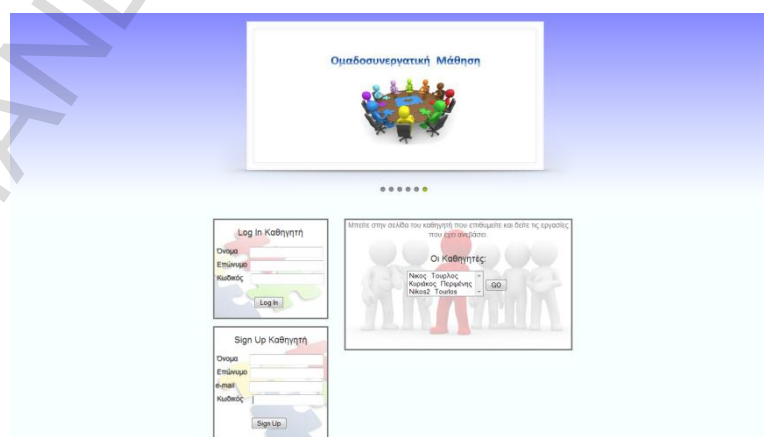 Ομαδοσυνεργατική Μάθηση
Log In Καθηγητή
Όνομα
Επώνυμο
Κωδικός
Log In
Μπείτε στην σελίδα του καθηγητή που επιθυμείτε και δείτε τις εργασίες
που έχει ανεβάσει
Οι Καθηγητές:
Νικος Τουρλος
Κυριάκος Περιμένης
Nikos2 Tourlos
GO
Sign Up Καθηγητή
Όνομα
Επώνυμο
e-mail
Κωδικός
Sign Up